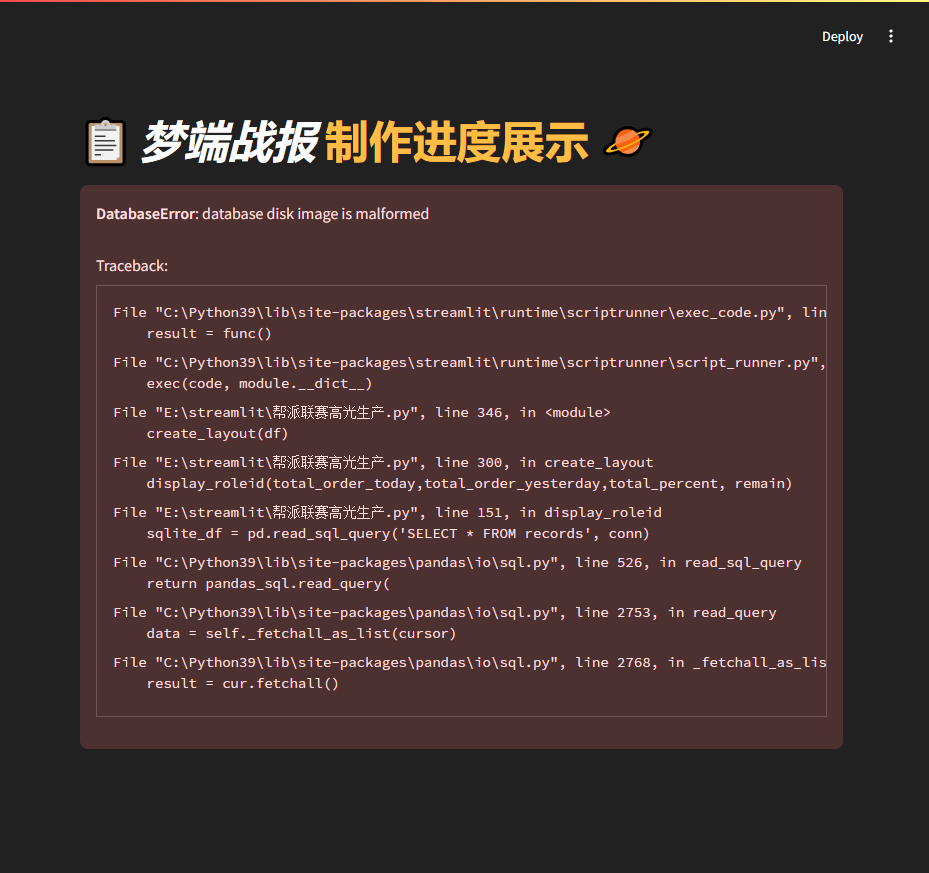 Deploy
梦端战报 制作进度展示
DatabaseError: database disk image is malformed
Traceback:
File "C:\Python39\lib\site-packages\streamlit\runtime\scriptrunner\exec_code.py", lin
result = func()
File "C:\Python39\lib\site-packages\streamlit\runtime\scriptrunner\script_runner.py",
exec(code, module.__dict__)
File "E:\streamlit\帮派联赛高光生产.py", line 346, in <module>
create_layout(df)
File "E:\streamlit\帮派联赛高光生产.py", line 300, in create_layout
display_roleid(total_order_today,total_order_yesterday,total_percent, remain)
File "E:\streamlit\帮派联赛高光生产.py", line 151, in display_roleid
sqlite_df = pd.read_sql_query('SELECT * FROM records', conn)
File "C:\Python39\lib\site-packages\pandas\io\sql.py", line 526, in read_sql_query
return pandas_sql.read_query(
File "C:\Python39\lib\site-packages\pandas\io\sql.py", line 2753, in read_query
data = self._fetchall_as_list(cursor)
File "C:\Python39\lib\site-packages\pandas\io\sql.py", line 2768, in _fetchall_as_lis
result = cur.fetchall()